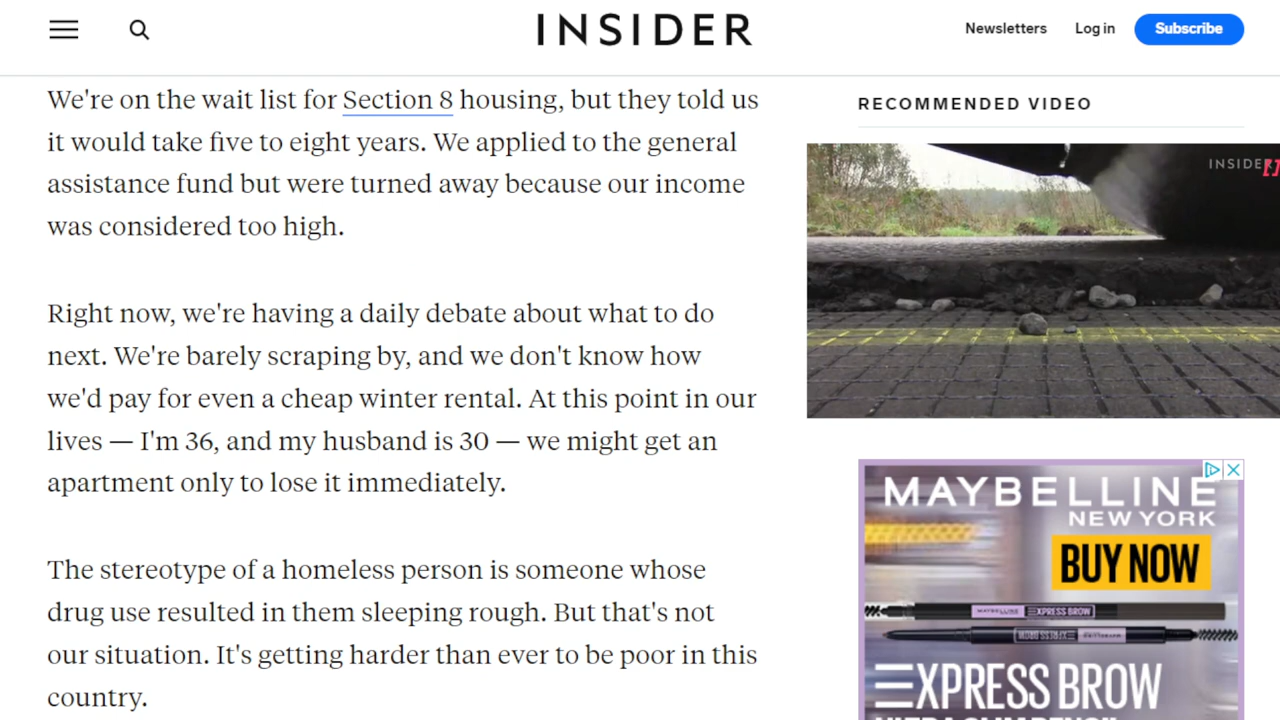 INSIDER
Newsletters
Log in
Subscribe
We're on the wait list for Section 8 housing, but they told us
it would take five to eight years. We applied to the general
assistance fund but were turned away because our income
was considered too high.
Right now, we're having a daily debate about what to do
next. We're barely scraping by, and we don't know how
we'd pay for even a cheap winter rental. At this point in our
lives — I'm 36, and my husband is 30 — we might get an
apartment only to lose it immediately.
The stereotype of a homeless person is someone whose
drug use resulted in them sleeping rough. But that's not
our situation. It's getting harder than ever to be poor in this
country.
RECOMMENDED VIDEO
INSIDER
MAYBELLINE
NEW YORK
BUY NOW
MAYBELLINE
EXPRESS BROW
EXPRESS BROW